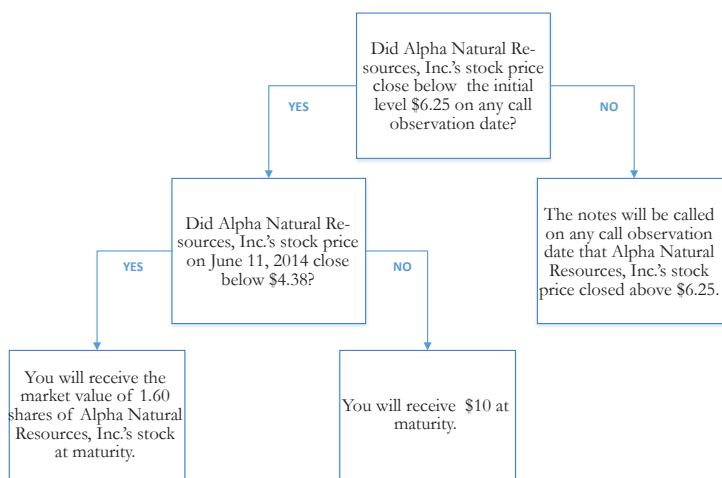 Did Alpha Natural Re-
sources, Inc.'s stock price
close below the initial
level $6.25 on any call
observation date?
YES
NO
Did Alpha Natural Re-
sources, Inc.'s stock price
on June 11, 2014 close
below $4.38?
The notes will be called
on any call observation
date that Alpha Natural
Resources, Inc.'s stock
price closed above $6.25.
YES
NO
You will receive the
market value of 1.60
shares of Alpha Natural
Resources, Inc.'s stock
at maturity.
You will receive $10 at
maturity.